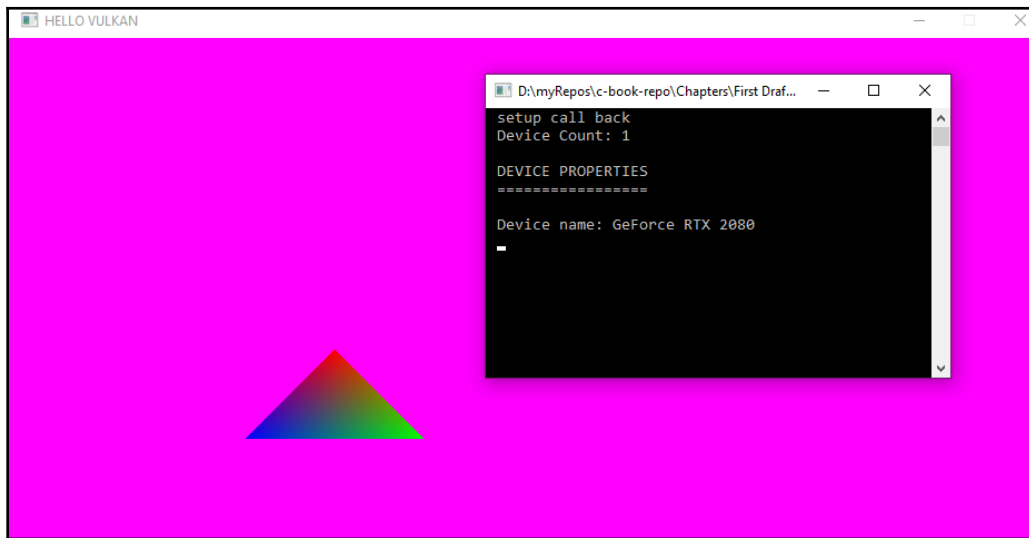 HELLO VULKAN
D:\myRepos\c-book-repo\Chapters\First Draf...
setup call back
Device Count: 1
DEVICE PROPERTIES
=================
Device name: GeForce RTX 2080